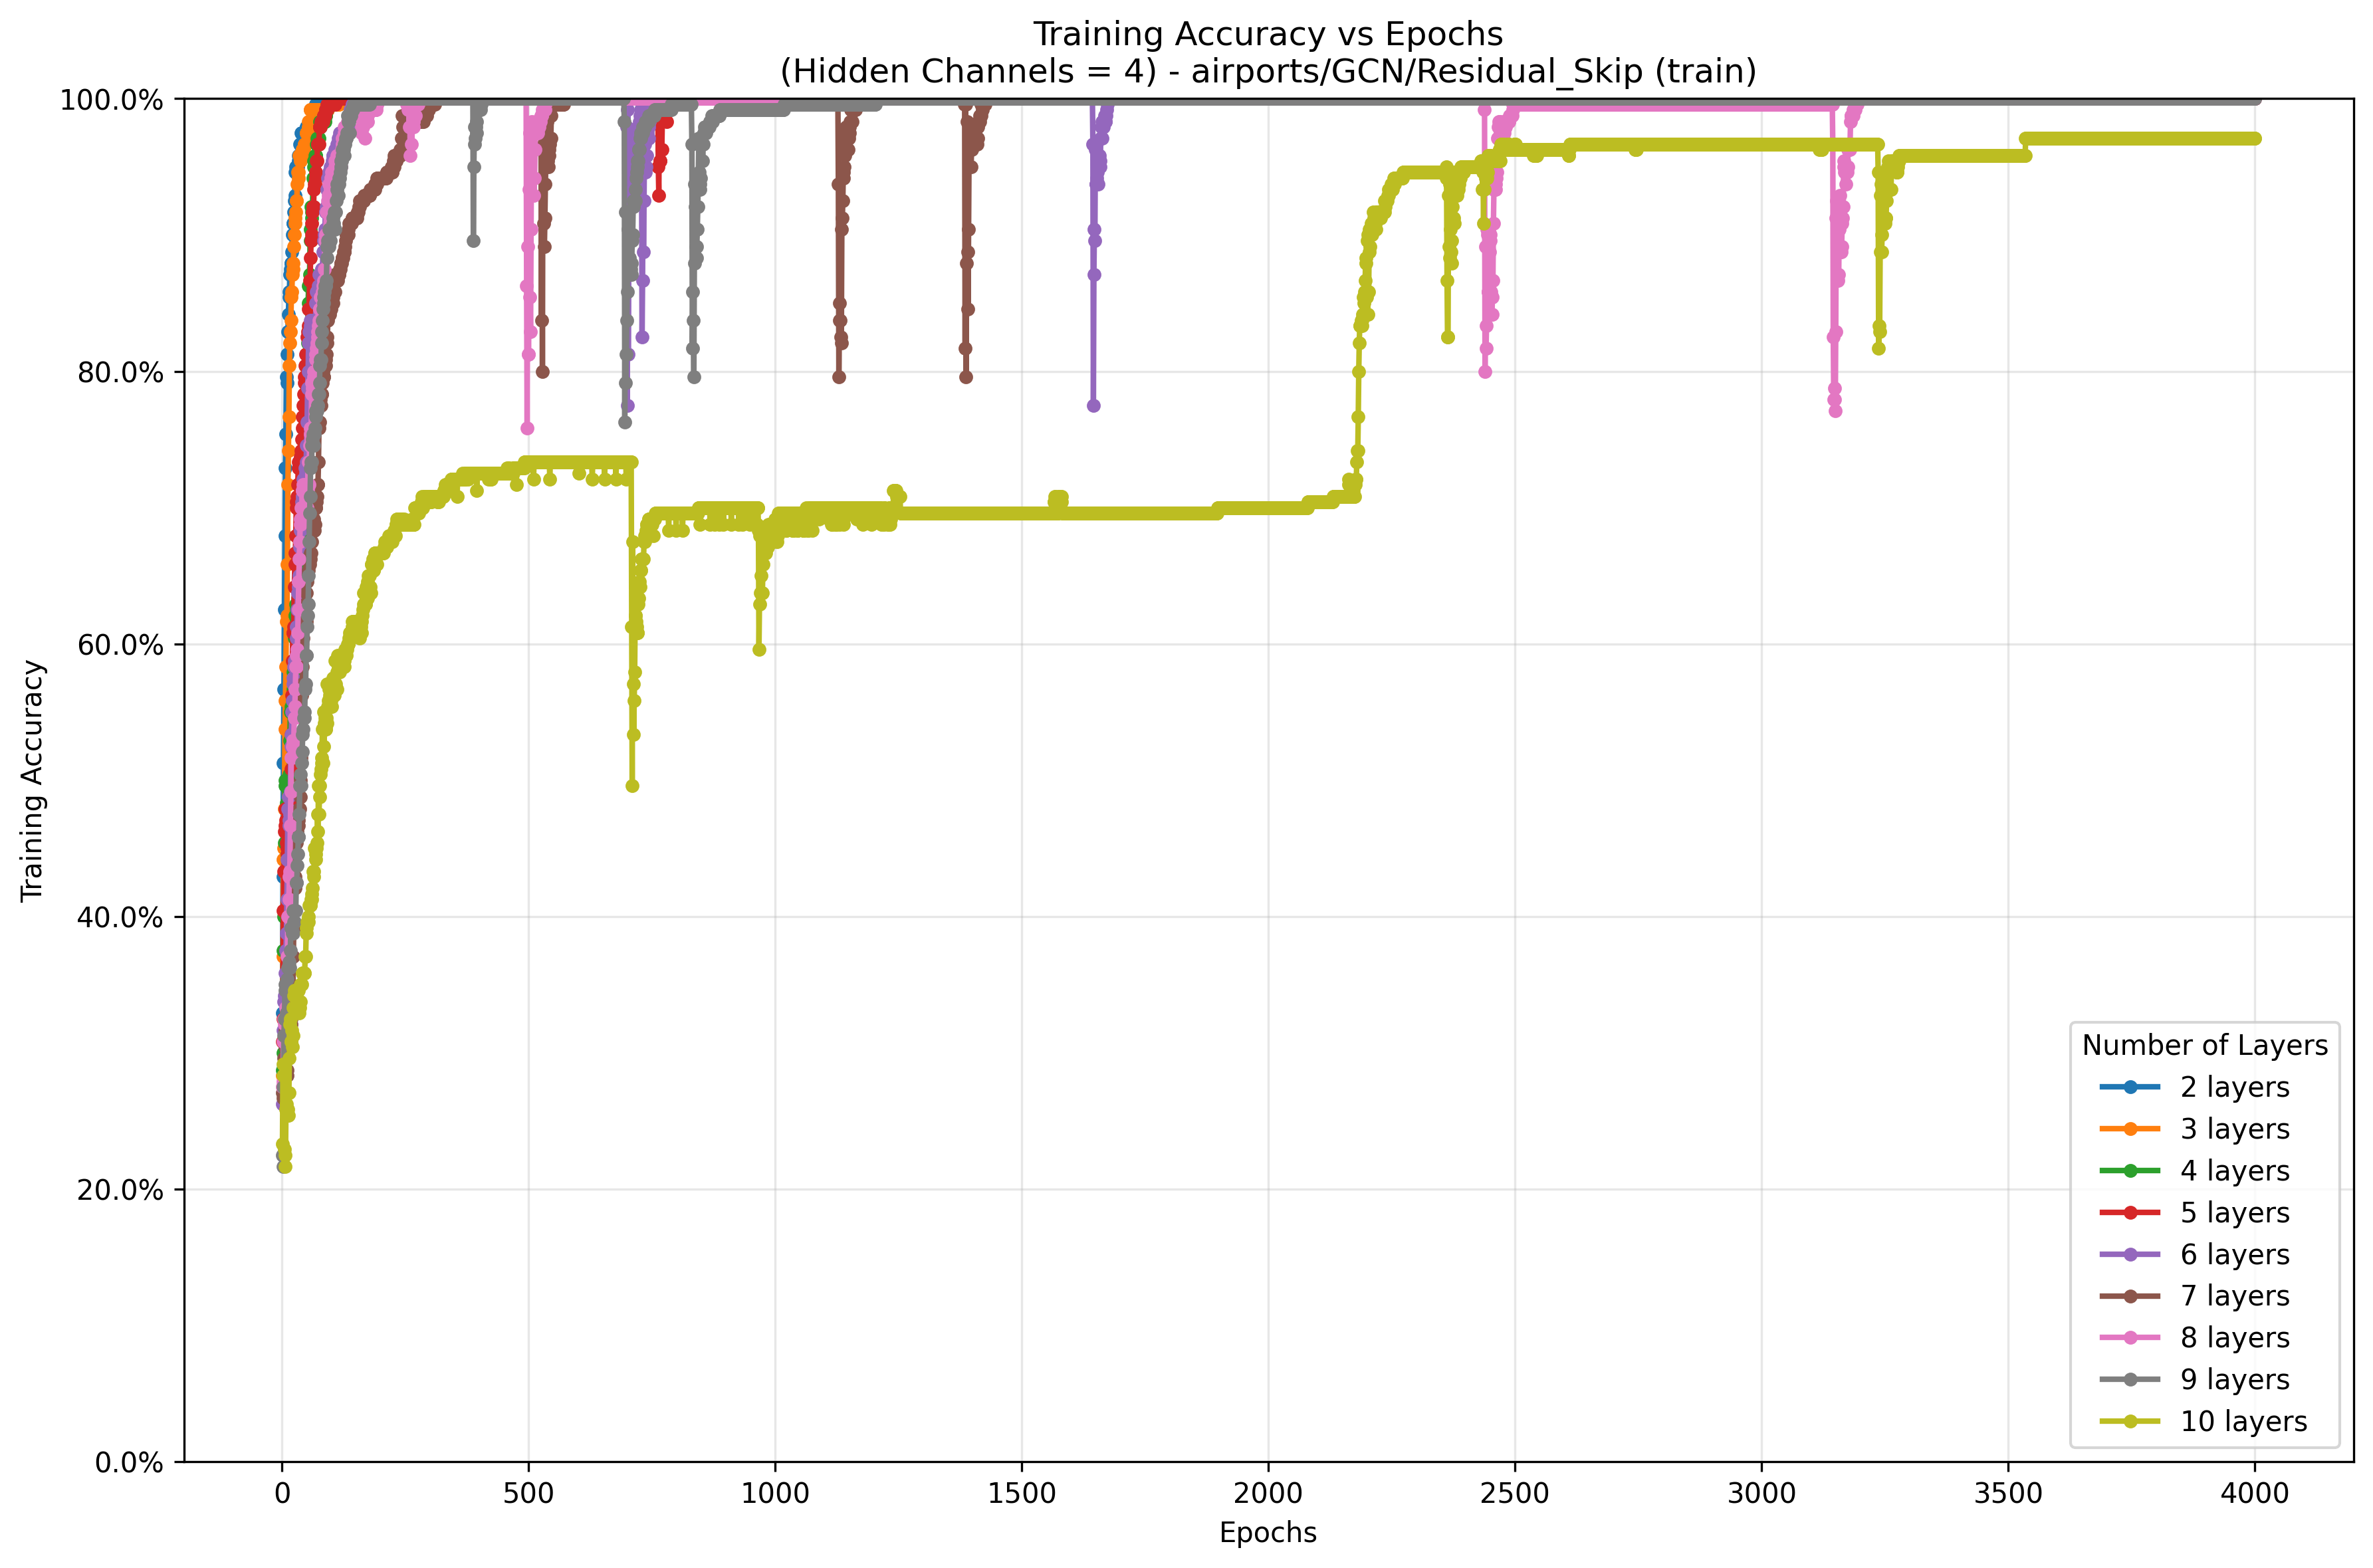 Training Accuracy vs Epochs
(Hidden Channels = 4) - airports/GCN/Residual_Skip (train)
100.0%
80.0%
60.0%
40.0%
20.0%
0.0%
Training Accuracy
0 500 1000 1500 2000 2500 3000 3500 4000
Epochs
Number of Layers
2 layers
3 layers
4 layers
5 layers
6 layers
7 layers
8 layers
9 layers
10 layers